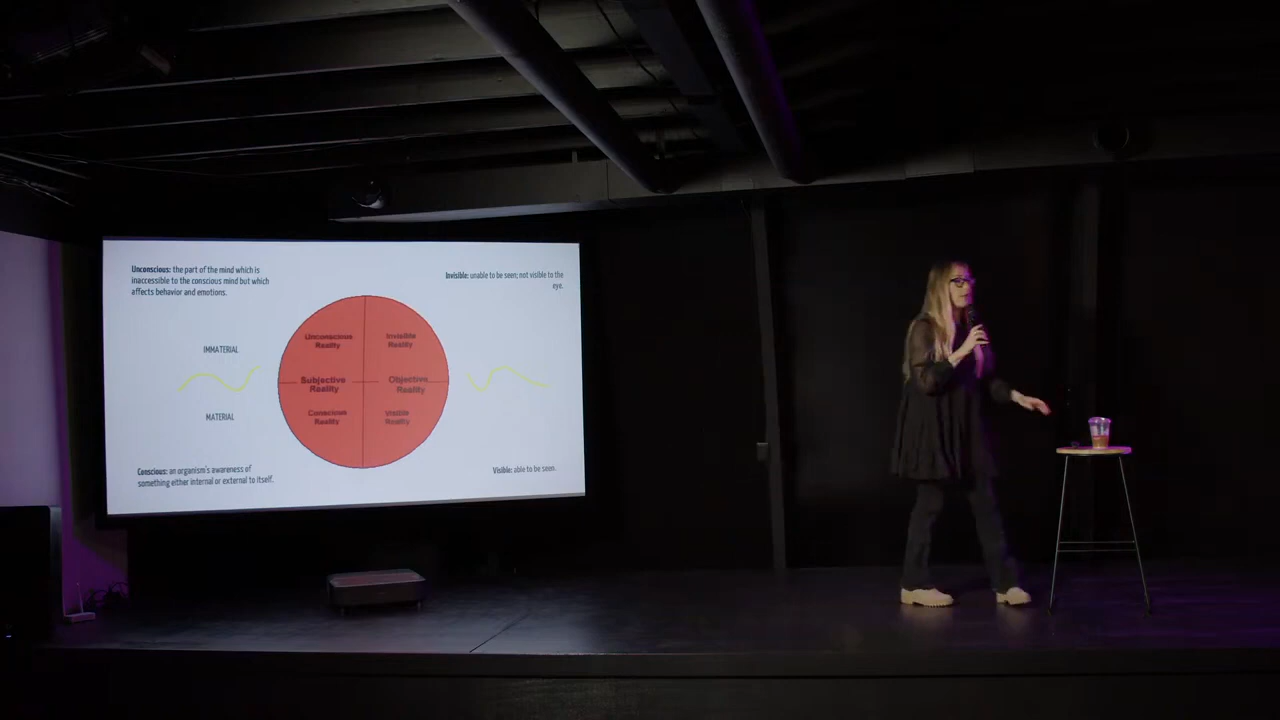 Unconscious: the part of the mind which is
inaccessible to the conscious mind but which
affects behavior and emotions.
Invisible: unable to be seen; not visible to the
eye.
IMMATERIAL
MATERIAL
Unconscious
Reality
Invisible
Reality
Subjective
Reality
Objective
Reality
Conscious
Reality
Visible
Reality
Conscious: an organism's awareness of
something either internal or external to itself.
Visible: able to be seen.